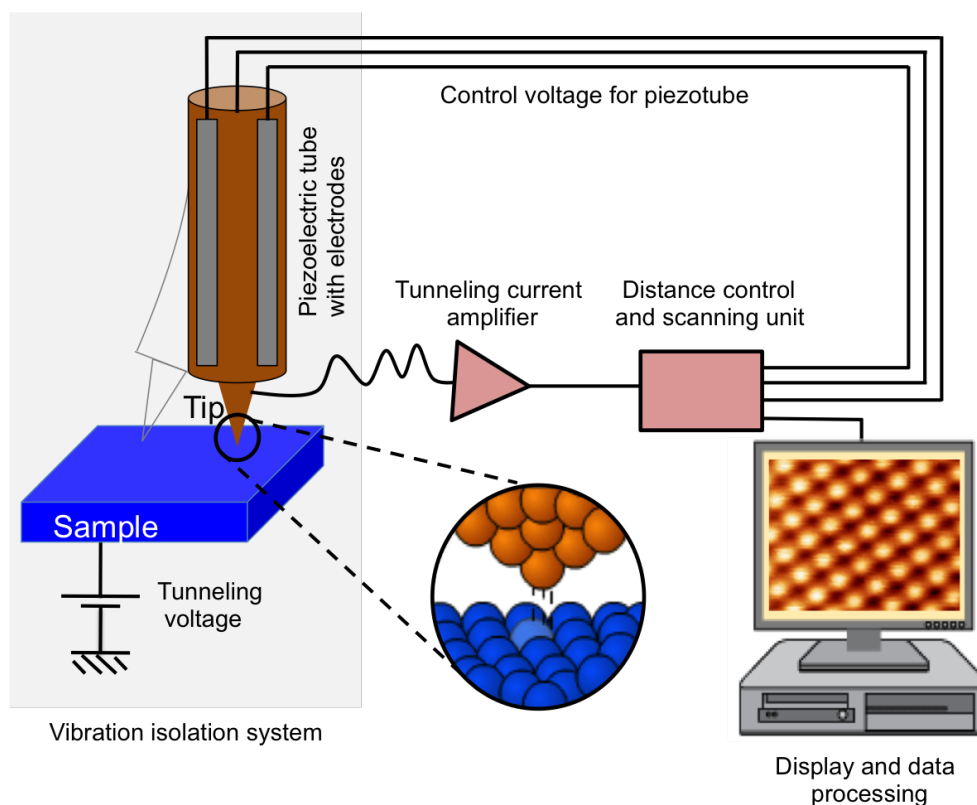 Control voltage for piezotube
Piezoelectric tube
with electrodes
Tunneling current
amplifier
Distance control
and scanning unit
Tip
Sample
Tunneling
voltage
Vibration isolation system
Display and data
processing